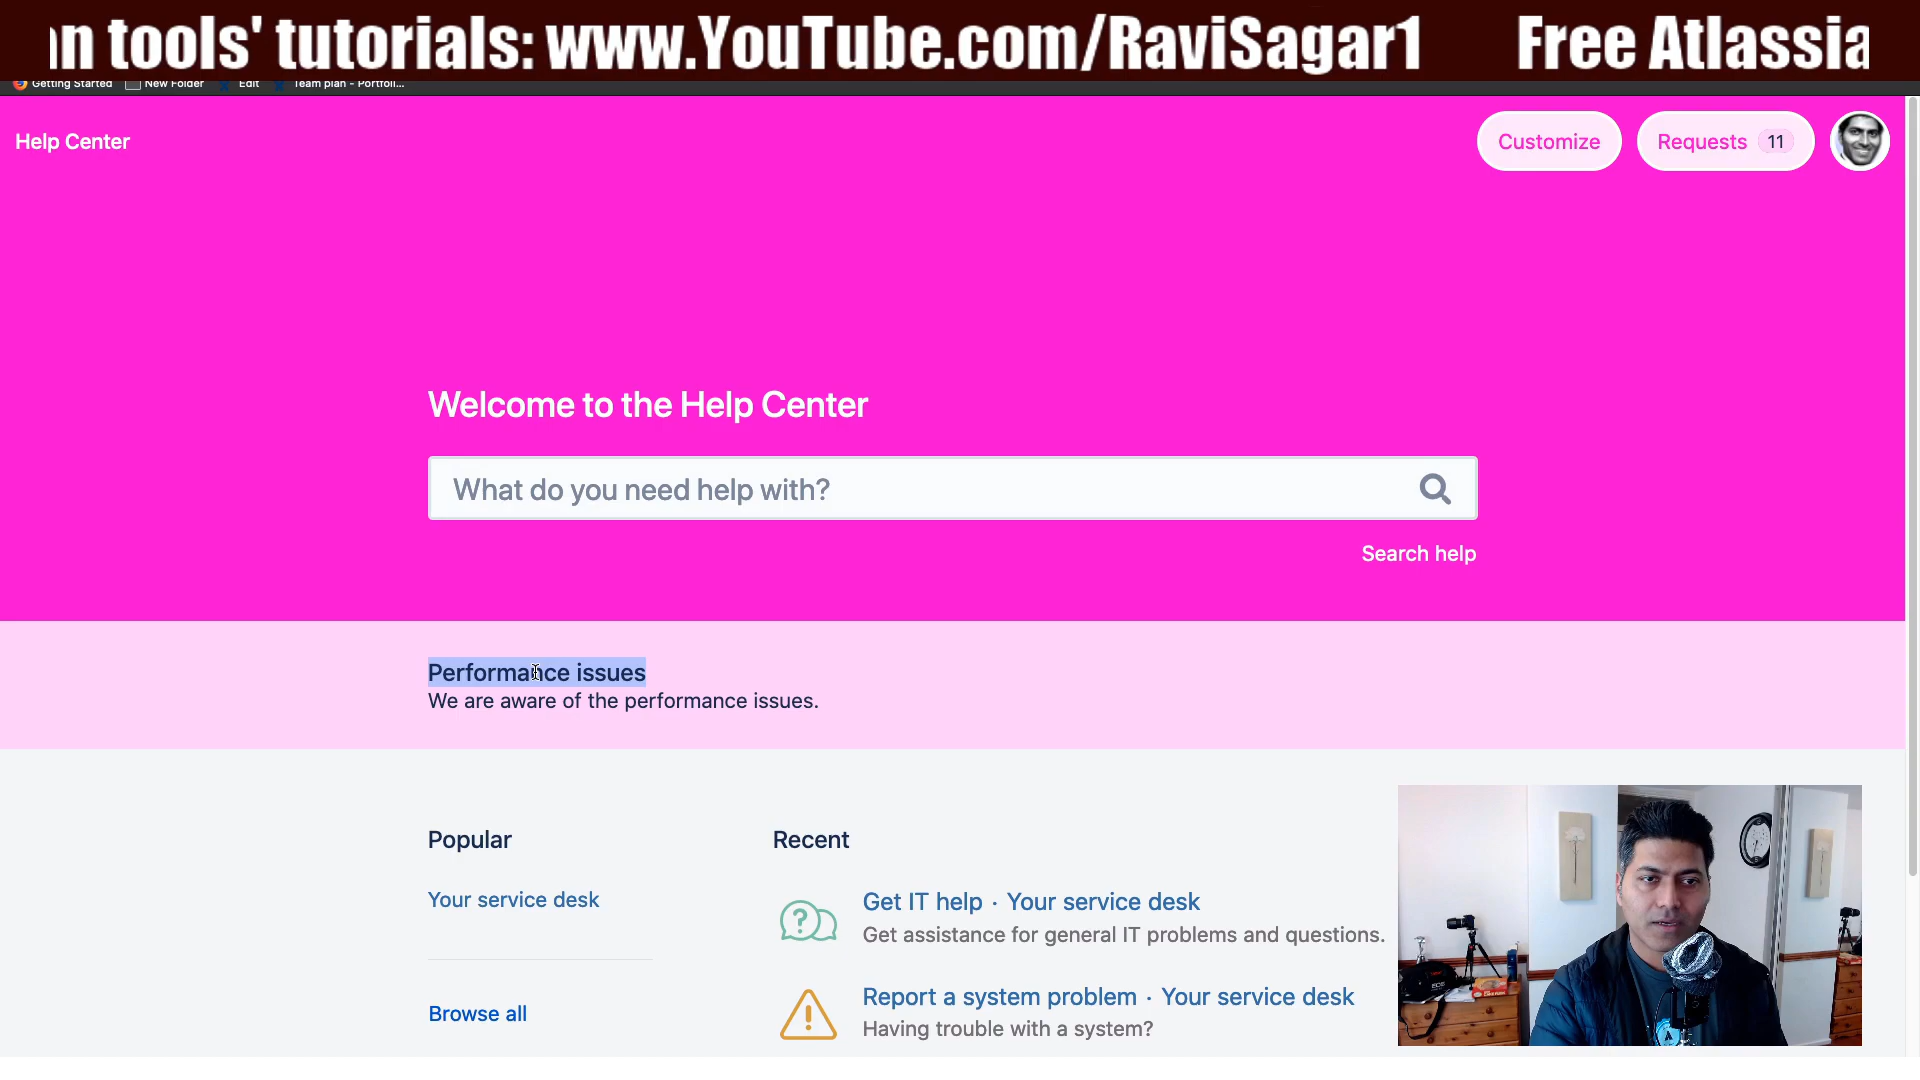 n tools' tutorials: www.YouTube.com/RaviSagar1 Free Atlassia
Getting Started New Folder Edit Team plan - Portfoli...
Help Center
Customize
Requests 11
Welcome to the Help Center
What do you need help with?
Search help
Performance issues
We are aware of the performance issues.
Popular
Recent
Your service desk
Get IT help · Your service desk
Get assistance for general IT problems and questions.
Report a system problem · Your service desk
Having trouble with a system?
Browse all